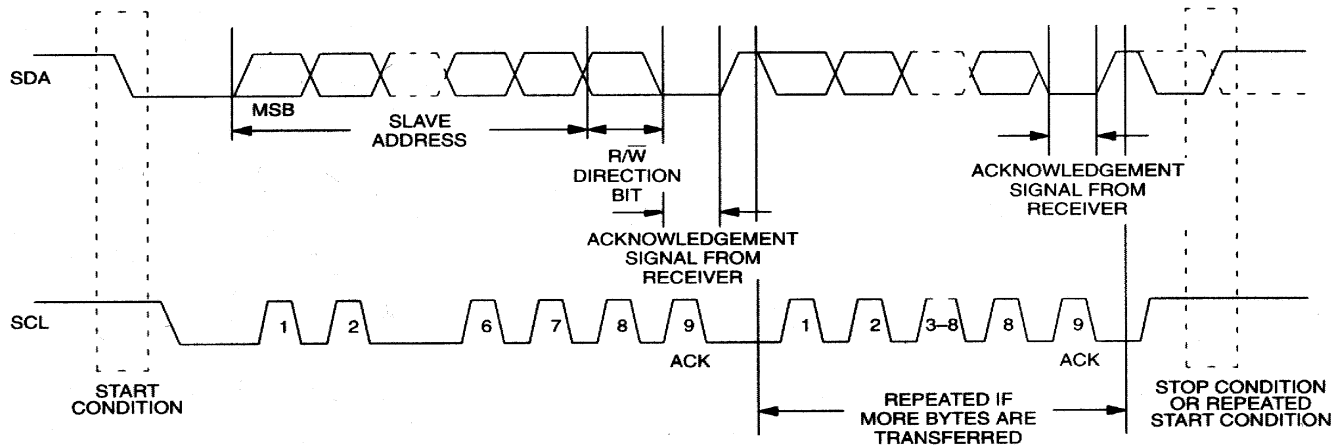 SDA
MSB
SLAVE
ADDRESS
R/W̅
DIRECTION
BIT
ACKNOWLEDGEMENT
SIGNAL FROM
RECEIVER
ACKNOWLEDGEMENT
SIGNAL FROM
RECEIVER
SCL
1 2 6 7 8 9 1 2 3–8 8 9
ACK ACK
START
CONDITION
REPEATED IF
MORE BYTES ARE
TRANSFERRED
STOP CONDITION
OR REPEATED
START CONDITION